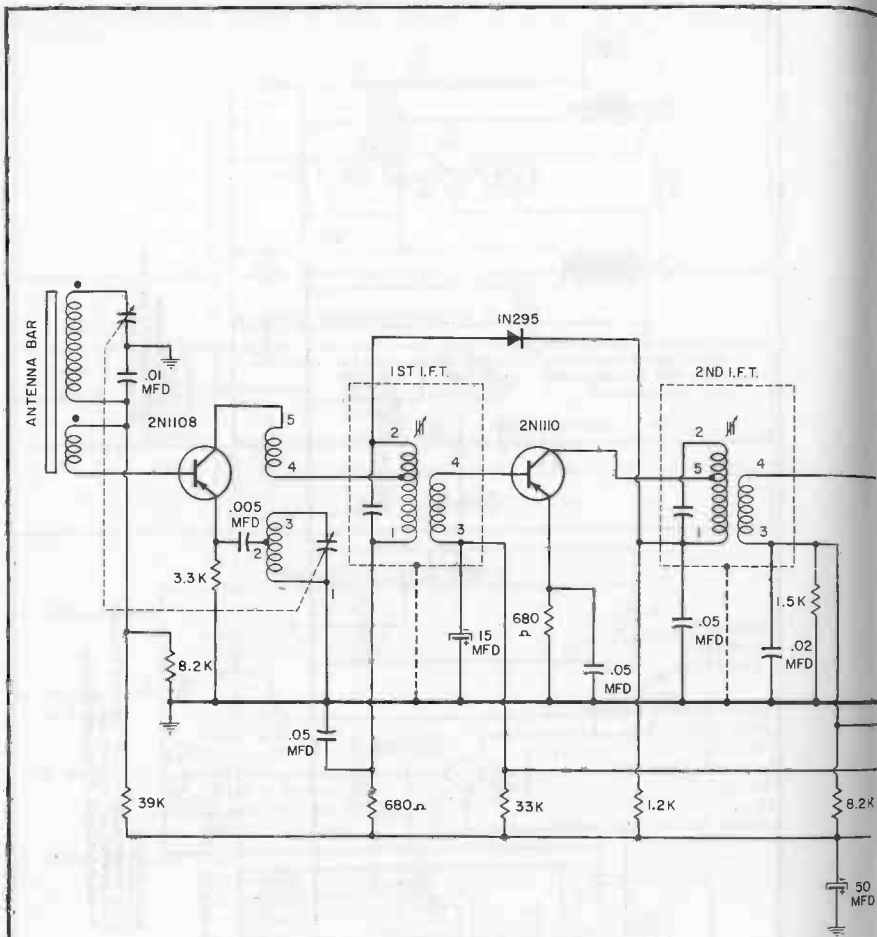 ANTENNA BAR
.01
MFD
2N1108
5
4
.005
MFD
3
2
1
3.3 K
8.2K
.05
MFD
39K
1N295
1ST I.F.T.
2
1
4
3
680Ω
15
MFD
33K
2N1110
680
Ω
.05
MFD
2ND I.F.T.
2
5
1
4
3
.05
MFD
1.2K
.02
MFD
1.5K
8.2K
50
MFD